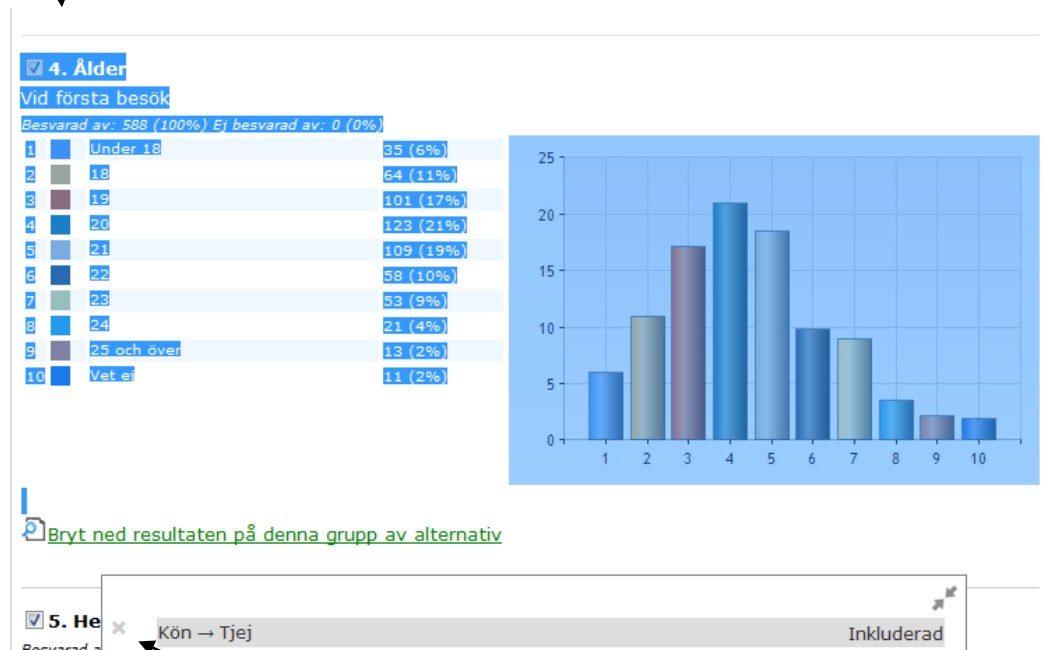 4. Ålder
Vid första besök
Besvarad av: 588 (100%) Ej besvarad av: 0 (0%)
1 Under 18 35 (6%)
2 18 64 (11%)
3 19 101 (17%)
4 20 123 (21%)
5 21 109 (19%)
6 22 58 (10%)
7 23 53 (9%)
8 24 21 (4%)
9 25 och över 13 (2%)
10 Vet ej 11 (2%)
25
20
15
10
5
0
1 2 3 4 5 6 7 8 9 10
Bryt ned resultaten på denna grupp av alternativ
5. He
Kön → Tjej Inkluderad